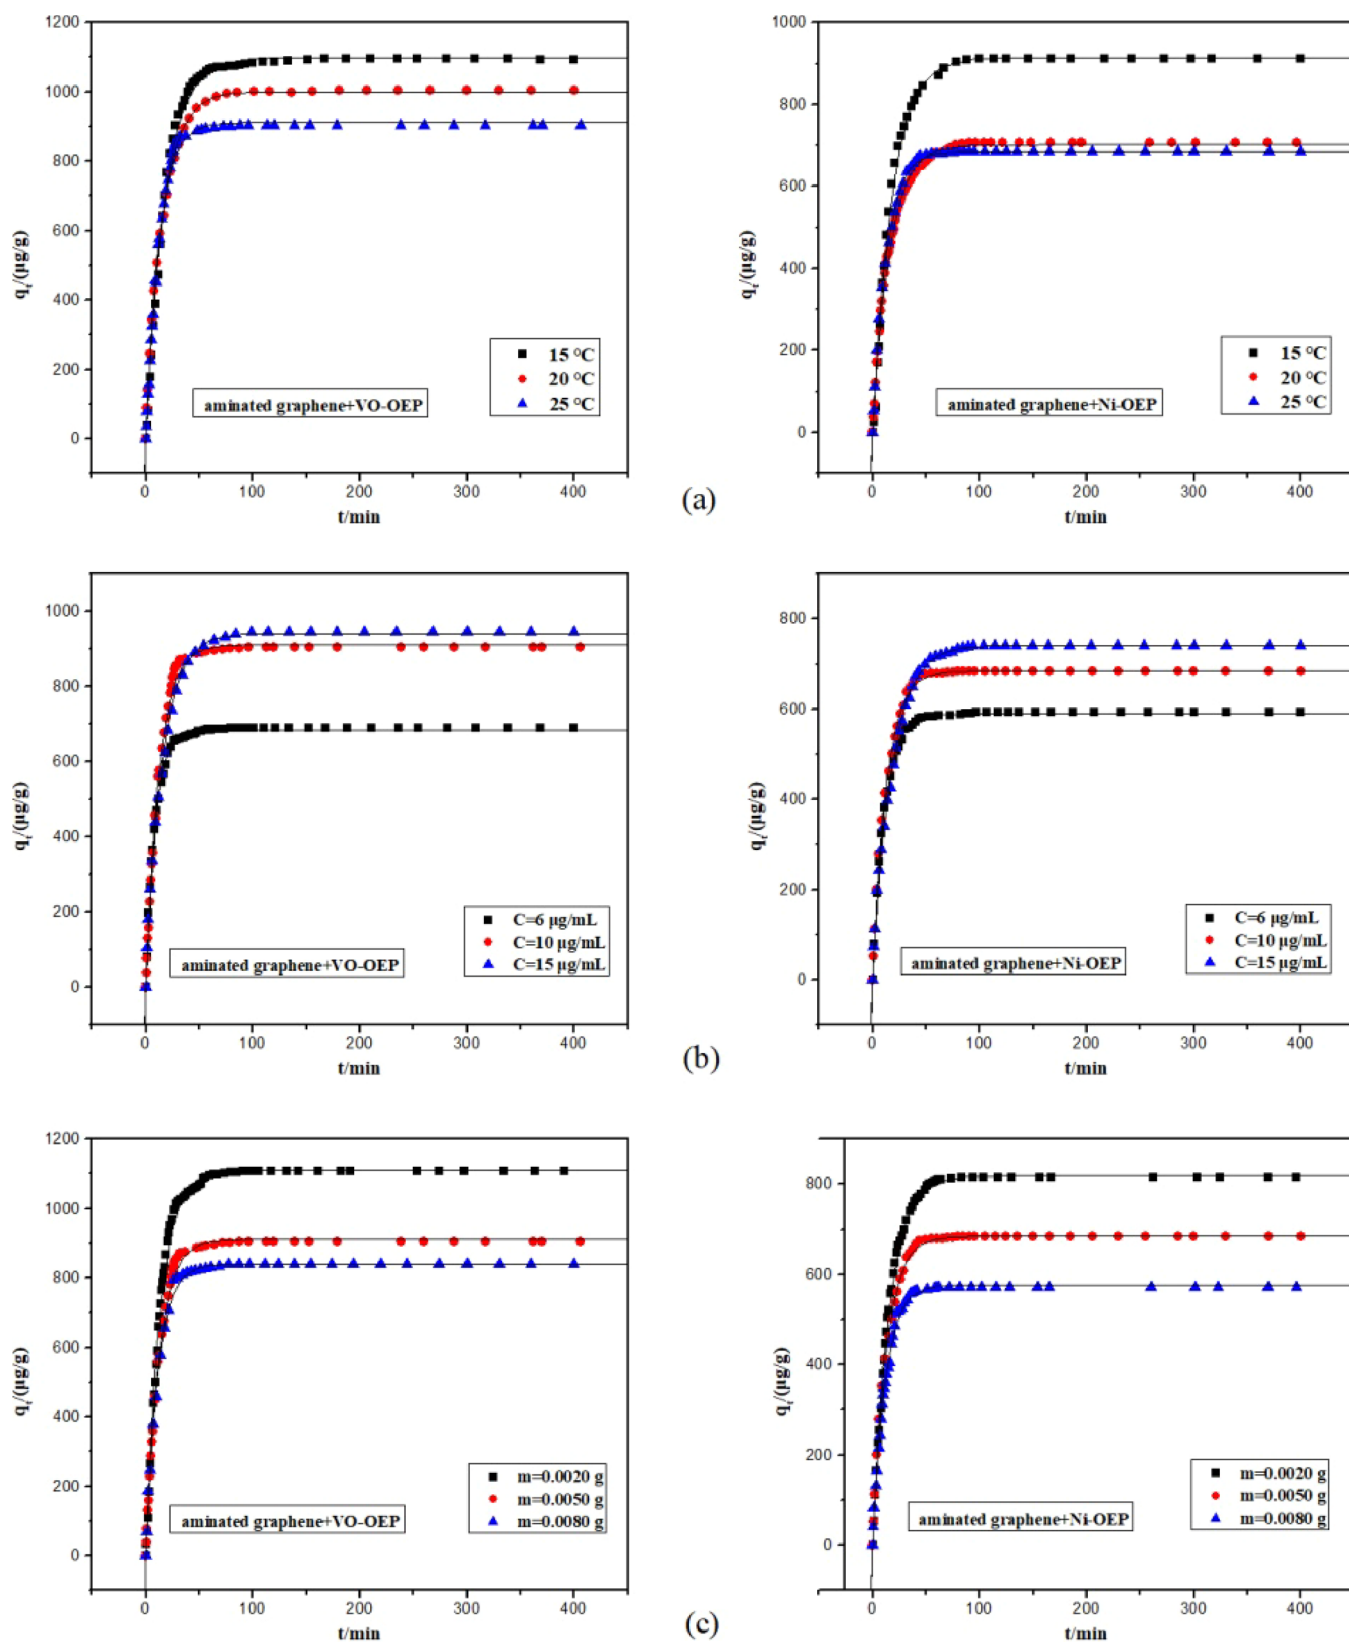 1200
1000
800
600
400
200
0
q_t/(μg/g)
15 °C
20 °C
25 °C
aminated graphene+VO-OEP
0 100 200 300 400
t/min
1000
800
600
400
200
0
q_t/(μg/g)
15 °C
20 °C
25 °C
aminated graphene+Ni-OEP
0 100 200 300 400
t/min
(a)
1000
800
600
400
200
0
q_t/(μg/g)
C=6 μg/mL
C=10 μg/mL
C=15 μg/mL
aminated graphene+VO-OEP
0 100 200 300 400
t/min
800
600
400
200
0
q_t/(μg/g)
C=6 μg/mL
C=10 μg/mL
C=15 μg/mL
aminated graphene+Ni-OEP
0 100 200 300 400
t/min
(b)
1200
1000
800
600
400
200
0
q_t/(μg/g)
m=0.0020 g
m=0.0050 g
m=0.0080 g
aminated graphene+VO-OEP
0 100 200 300 400
t/min
800
600
400
200
0
q_t/(μg/g)
m=0.0020 g
m=0.0050 g
m=0.0080 g
aminated graphene+Ni-OEP
0 100 200 300 400
t/min
(c)